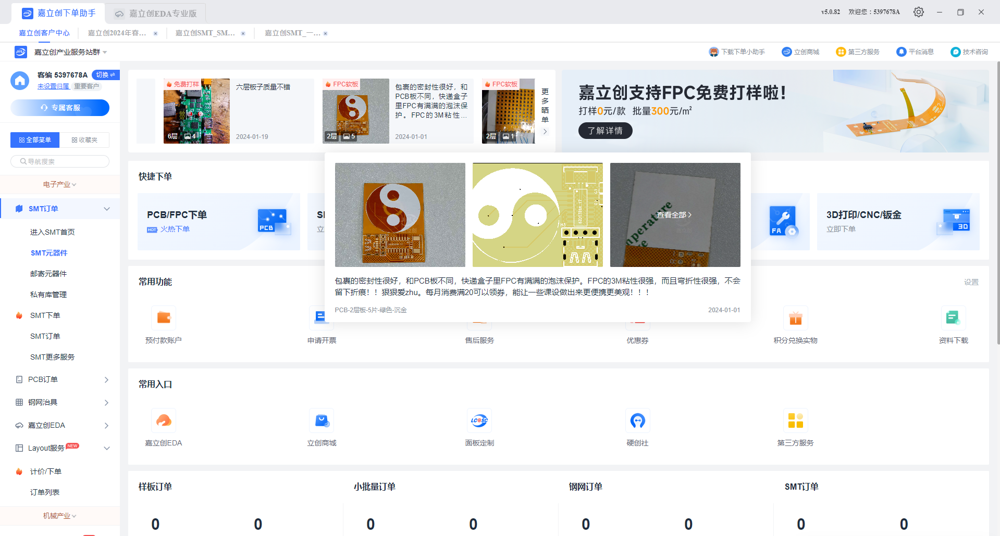 嘉立创下单助手
嘉立创EDA专业版
v5.0.82
欢迎您：5397678A
嘉立创客户中心
嘉立创2024年春...
嘉立创SMT_SM...
嘉立创SMT_一...
嘉立创产业服务站群
下载下单小助手
立创商城
第三方服务
平台消息
技术咨询
客编 5397678A
切换
未设置归属
重要客户
专属客服
全部菜单
收藏夹
导航搜索
电子产业
SMT订单
进入SMT首页
SMT元器件
邮寄元器件
私有库管理
SMT下单
SMT订单
SMT更多服务
PCB订单
钢网治具
嘉立创EDA
Layout服务 NEW
计价/下单
订单列表
机械产业
免费打样
6层
4
六层板子质量不错
2024-01-19
FPC软板
2层
5
包裹的密封性很好，和
PCB板不同，快递盒子
里FPC有满满的泡沫保
护。FPC的3M粘性...
2024-01-01
FPC软板
2层
1
更多晒单
嘉立创支持FPC免费打样啦！
打样0元/款 批量300元/m²
了解详情
快捷下单
PCB/FPC下单
HOT 火热下单
PCB
FA
3D打印/CNC/钣金
立即下单
3D
H3
查看全部
包裹的密封性很好，和PCB板不同，快递盒子里FPC有满满的泡沫保护。FPC的3M粘性很强，而且弯折性很强，不会
留下折痕！！狠狠爱zhu。每月消费满20可以领券，能让一些课设做出来更便携更美观！！！
PCB-2层板-5片-绿色-沉金
2024-01-01
常用功能
设置
预付款账户
申请开票
售后服务
优惠券
积分兑换实物
资料下载
常用入口
嘉立创EDA
立创商城
面板定制
硬创社
第三方服务
样板订单
小批量订单
钢网订单
SMT订单
0
0
0
0
0
0
0
0